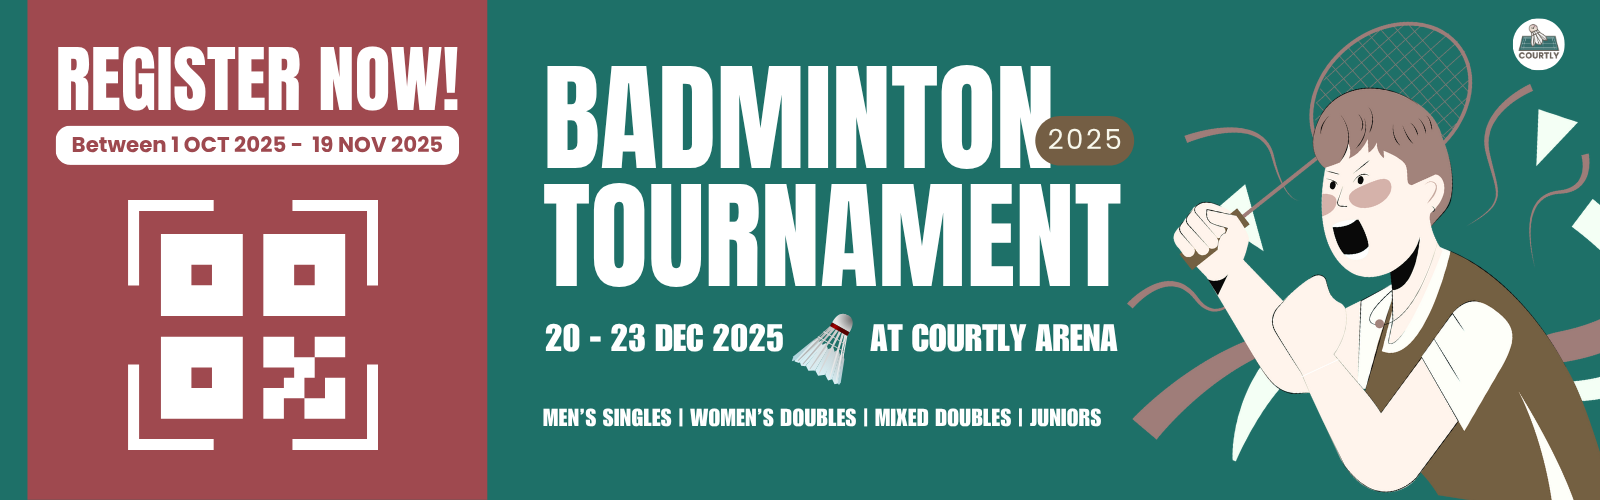 REGISTER NOW!
Between 1 OCT 2025 - 19 NOV 2025
BADMINTON
2025
TOURNAMENT
20 - 23 DEC 2025
AT COURTLY ARENA
MEN'S SINGLES | WOMEN'S DOUBLES | MIXED DOUBLES | JUNIORS
COURTLY